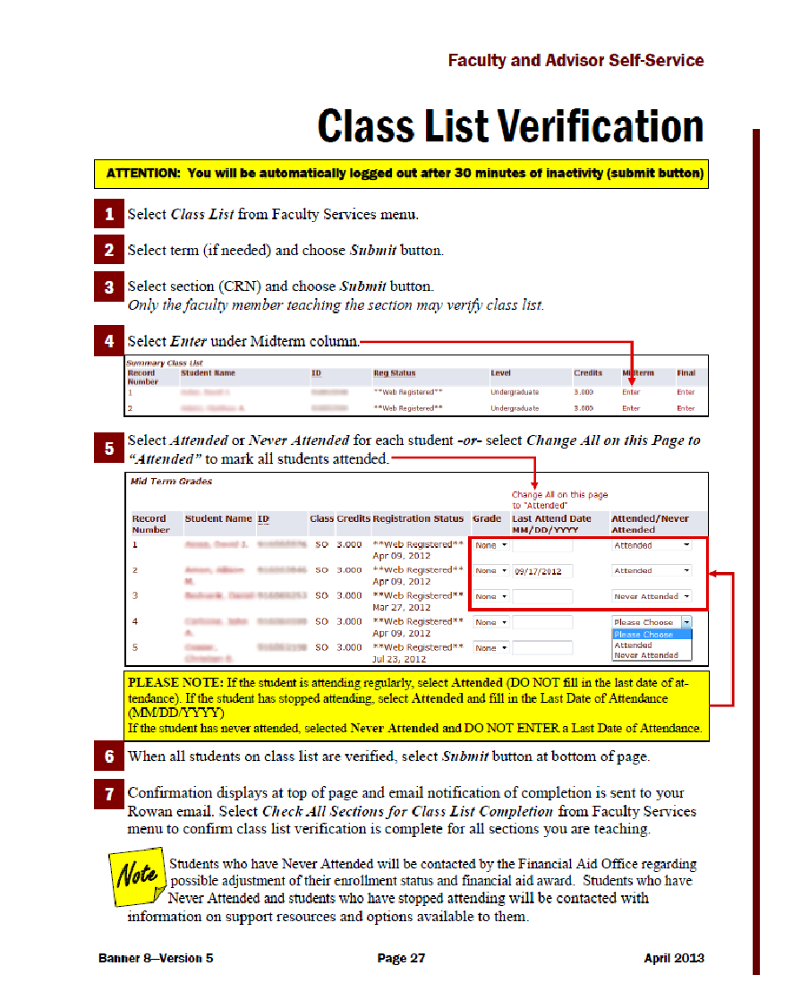 Faculty and Advisor Self-Service
Class List Verification
ATTENTION: You will be automatically logged out after 30 minutes of inactivity (submit button)
1 Select Class List from Faculty Services menu.
2 Select term (if needed) and choose Submit button.
3 Select section (CRN) and choose Submit button.
Only the faculty member teaching the section may verify class list.
4 Select Enter under Midterm column.
Summary Class List
Record Number Student Name ID Reg Status Level Credits Midterm Final
1 **Web Registered** Undergraduate 3.000 Enter Enter
2 **Web Registered** Undergraduate 3.000 Enter Enter
5 Select Attended or Never Attended for each student -or- select Change All on this Page to
“Attended” to mark all students attended.
Mid Term Grades
Change All on this page
to "Attended"
Record Number Student Name ID Class Credits Registration Status Grade Last Attend Date MM/DD/YYYY Attended/Never Attended
1 SO 3.000 **Web Registered** None Attended
Apr 09, 2012
2 SO 3.000 **Web Registered** None 09/17/2012 Attended
Apr 09, 2012
3 SO 3.000 **Web Registered** None Never Attended
Mar 27, 2012
4 SO 3.000 **Web Registered** None Please Choose
Apr 09, 2012 Please Choose
Attended
5 SO 3.000 **Web Registered** None Never Attended
Jul 23, 2012
PLEASE NOTE: If the student is attending regularly, select Attended (DO NOT fill in the last date of at-
tendance). If the student has stopped attending, select Attended and fill in the Last Date of Attendance
(MM/DD/YYYY)
If the student has never attended, selected Never Attended and DO NOT ENTER a Last Date of Attendance.
6 When all students on class list are verified, select Submit button at bottom of page.
7 Confirmation displays at top of page and email notification of completion is sent to your
Rowan email. Select Check All Sections for Class List Completion from Faculty Services
menu to confirm class list verification is complete for all sections you are teaching.
Note
Students who have Never Attended will be contacted by the Financial Aid Office regarding
possible adjustment of their enrollment status and financial aid award. Students who have
Never Attended and students who have stopped attending will be contacted with
information on support resources and options available to them.
Banner 8—Version 5 Page 27 April 2013